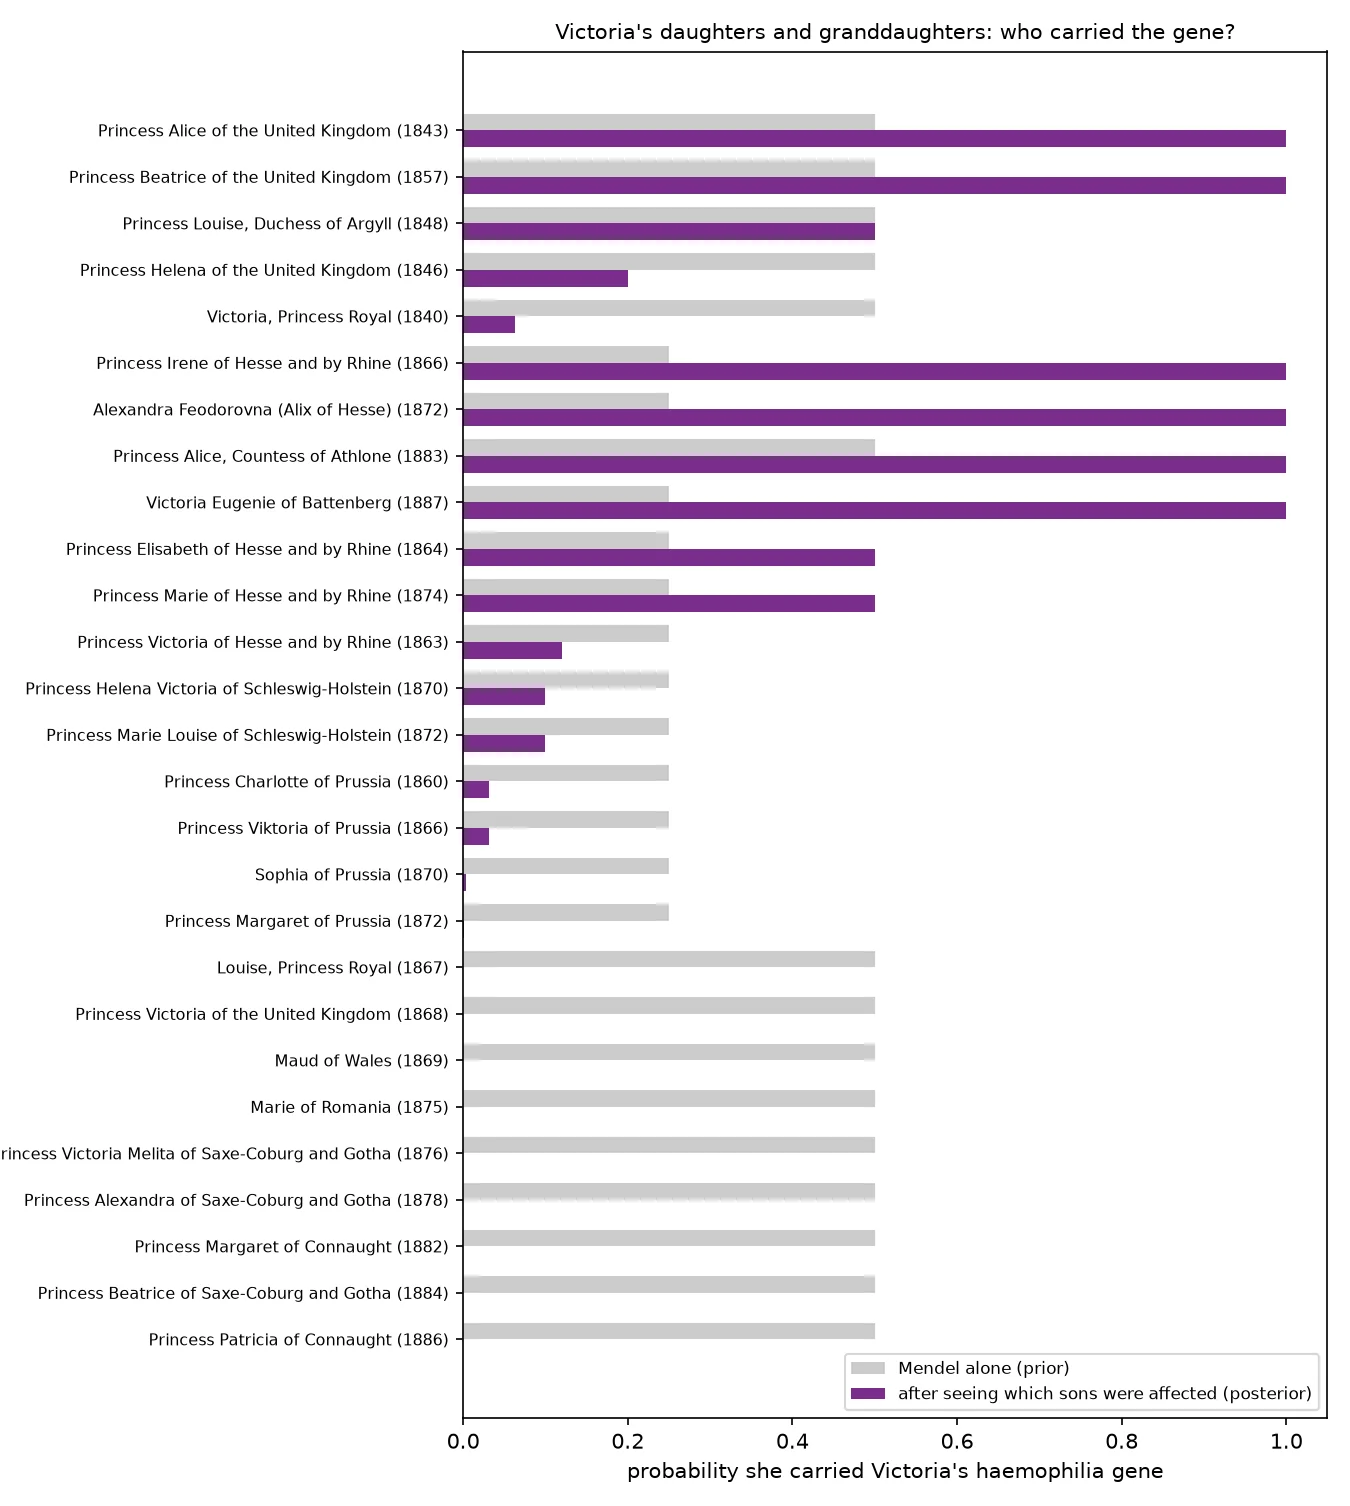 Victoria's daughters and granddaughters: who carried the gene?
Princess Alice of the United Kingdom (1843)
Princess Beatrice of the United Kingdom (1857)
Princess Louise, Duchess of Argyll (1848)
Princess Helena of the United Kingdom (1846)
Victoria, Princess Royal (1840)
Princess Irene of Hesse and by Rhine (1866)
Alexandra Feodorovna (Alix of Hesse) (1872)
Princess Alice, Countess of Athlone (1883)
Victoria Eugenie of Battenberg (1887)
Princess Elisabeth of Hesse and by Rhine (1864)
Princess Marie of Hesse and by Rhine (1874)
Princess Victoria of Hesse and by Rhine (1863)
Princess Helena Victoria of Schleswig-Holstein (1870)
Princess Marie Louise of Schleswig-Holstein (1872)
Princess Charlotte of Prussia (1860)
Princess Viktoria of Prussia (1866)
Sophia of Prussia (1870)
Princess Margaret of Prussia (1872)
Louise, Princess Royal (1867)
Princess Victoria of the United Kingdom (1868)
Maud of Wales (1869)
Marie of Romania (1875)
rincess Victoria Melita of Saxe-Coburg and Gotha (1876)
Princess Alexandra of Saxe-Coburg and Gotha (1878)
Princess Margaret of Connaught (1882)
Princess Beatrice of Saxe-Coburg and Gotha (1884)
Princess Patricia of Connaught (1886)
Mendel alone (prior)
after seeing which sons were affected (posterior)
0.0 0.2 0.4 0.6 0.8 1.0
probability she carried Victoria's haemophilia gene